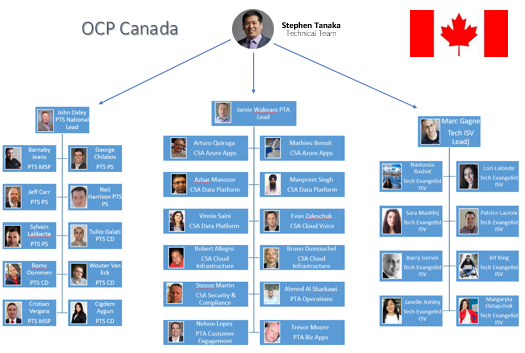 OCP Canada
Stephen Tanaka
Technical Team
John Oxley
PTS National
Lead
Barnaby
Jeans
PTS MSP
George
Chilakos
PTS PS
Jeff Carr
PTS PS
Neil
Harrison PTS
PS
Sylvain
Laliberte
PTS PS
Tullio Galati
PTS CD
Romy
Oommen
PTS CD
Wouter Van
Eck
PTS CD
Cristian
Vergara
PTS MSP
Cigdem
Aygun
PTS CD
Jamie Wakeam PTA
Lead
Arturo Quiroga
CSA Azure Apps
Mathieu Benoit
CSA Azure Apps
Azhar Mansoor
CSA Data Platform
Manpreet Singh
CSA Data Platform
Vinnie Saini
CSA Data Platform
Evan Zaleschuk
CSA Cloud Voice
Robert Allegro
CSA Cloud
Infrastructure
Bruno Dumouchel
CSA Cloud
Infrastructure
Steeve Martin
CSA Security &
Compliance
Ahmed Al Sharkawi
PTA Operations
Nelson Lopes
PTA Customer
Engagement
Trevor Moore
PTA Biz Apps
Marc Gagne
Tech ISV
Lead)
Nastassia
Rashid
Tech Evangelist
ISV
Lori Lalonde
Tech Evangelist
ISV
Sara
Tech Evangelist
ISV
Patrice Lacroix
Tech Evangelist
ISV
Barry Gervin
Tech Evangelist
ISV
Jef King
Tech Evangelist
ISV
Janelle Ashley
Tech Evangelist
ISV
Margaryta
Ostapchuk
Tech Evangelist
ISV